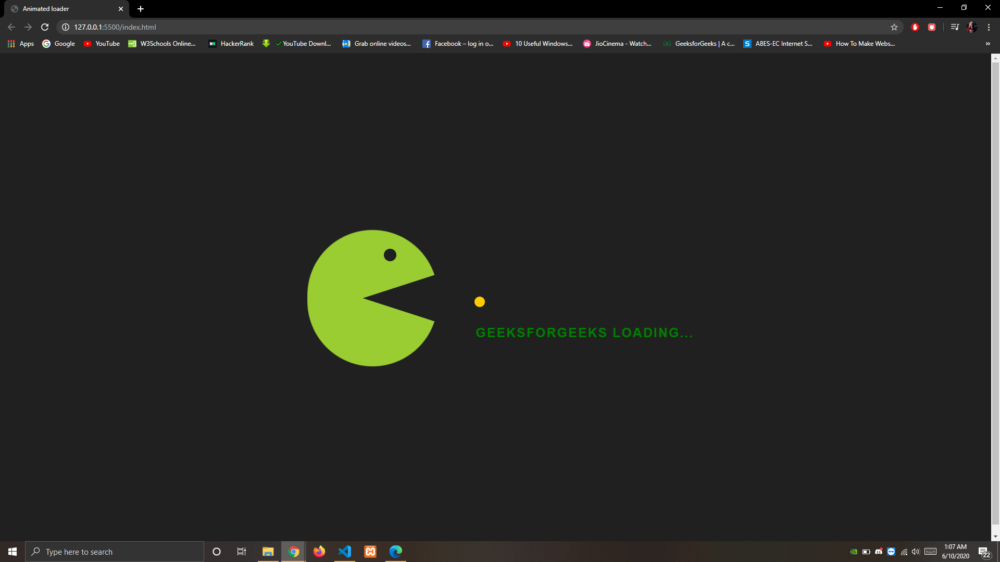 Animated loader
127.0.0.1:5500/index.html
Apps Google YouTube W3Schools Online... HackerRank YouTube Downl... Grab online videos... Facebook – log in o... 10 Useful Windows... JioCinema - Watch... GeeksforGeeks | A c... ABES-EC Internet S... How To Make Webs... »
GEEKSFORGEEKS LOADING...
Type here to search
1:07 AM
6/10/2020
22